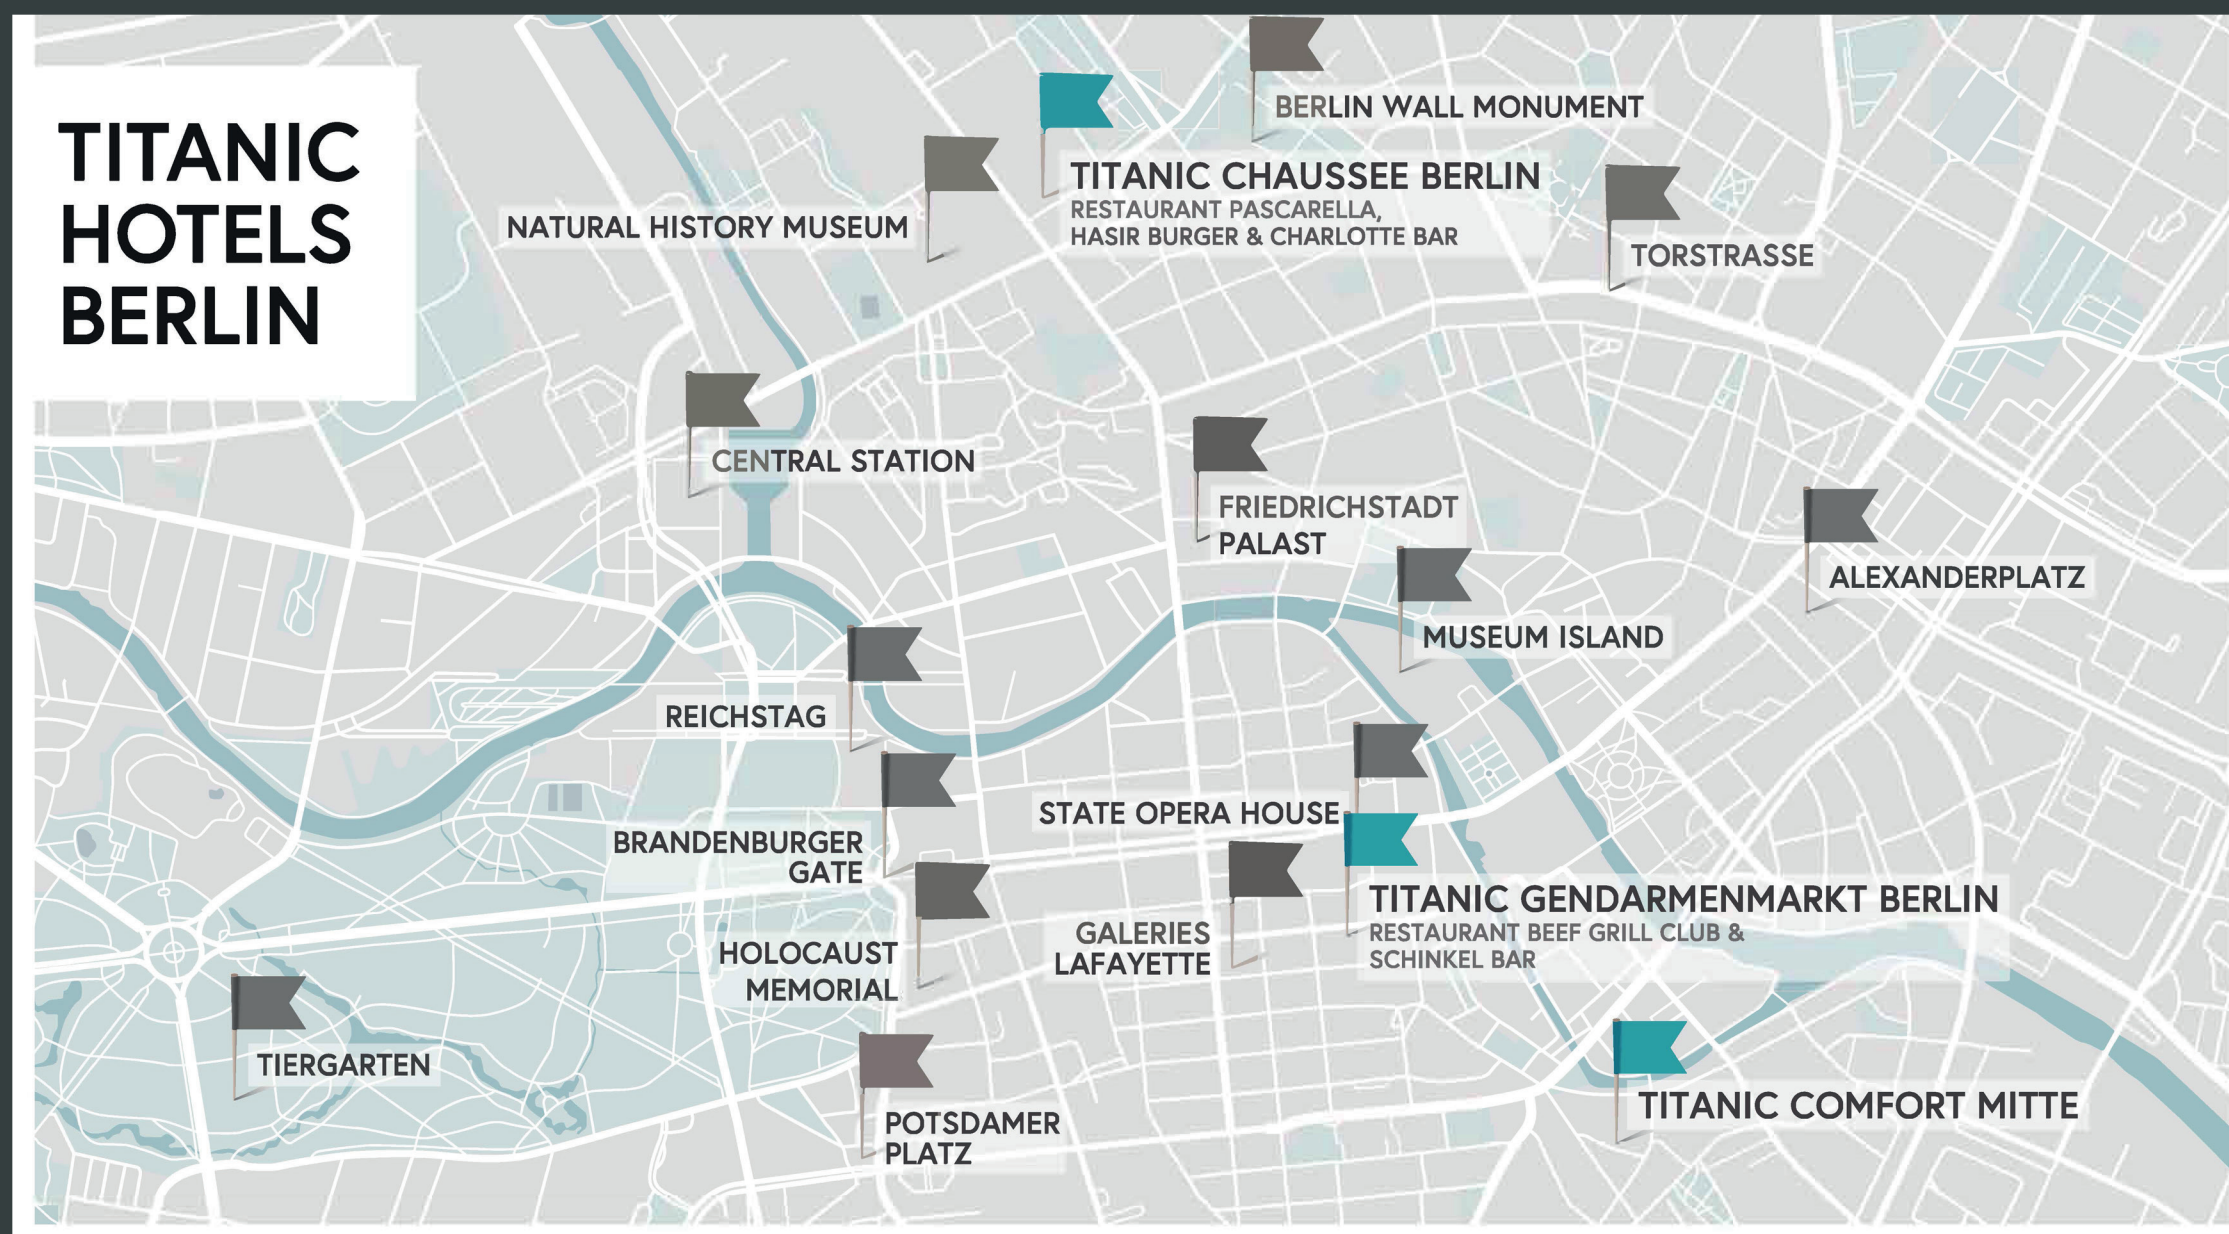 TITANIC
HOTELS
BERLIN
BERLIN WALL MONUMENT
TITANIC CHAUSSEE BERLIN
RESTAURANT PASCARELLA,
HASIR BURGER & CHARLOTTE BAR
NATURAL HISTORY MUSEUM
TORSTRASSE
CENTRAL STATION
FRIEDRICHSTADT
PALAST
ALEXANDERPLATZ
MUSEUM ISLAND
REICHSTAG
STATE OPERA HOUSE
BRANDENBURGER
GATE
TITANIC GENDARMENMARKT BERLIN
RESTAURANT BEEF GRILL CLUB &
SCHINKEL BAR
GALERIES
LAFAYETTE
HOLOCAUST
MEMORIAL
TIERGARTEN
TITANIC COMFORT MITTE
POTSDAMER
PLATZ